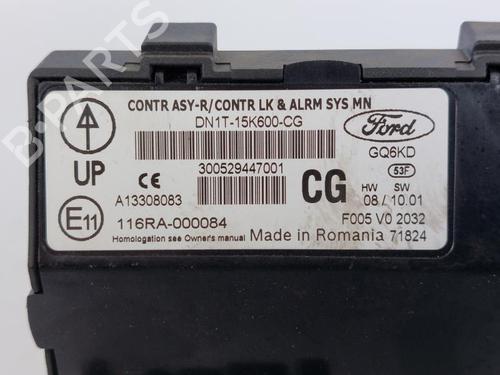 CONTR ASY-R/CONTR LK & ALRM SYS MN
DN1T-15K600-CG
Ford
UP
300529447001
GQ6KD
53F
CE
A13308083
CG
HW SW
08 / 10.01
E11
116RA-000084
F005 V0 2032
Homologation see Owner's manual
Made in Romania 71824
B-PARTS